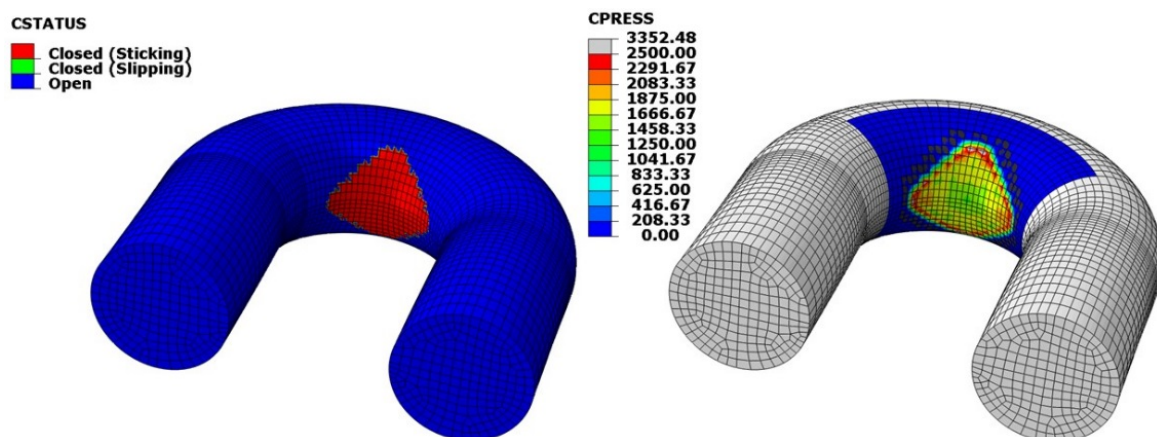 CSTATUS
Closed (Sticking)
Closed (Slipping)
Open
CPRESS
3352.48
2500.00
2291.67
2083.33
1875.00
1666.67
1458.33
1250.00
1041.67
833.33
625.00
416.67
208.33
0.00